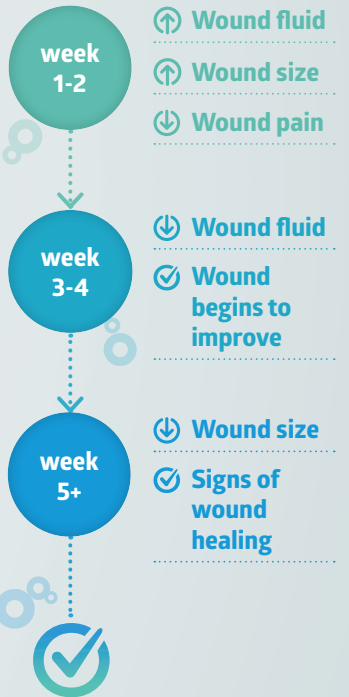 week
1-2
Wound fluid
Wound size
Wound pain
week
3-4
Wound fluid
Wound
begins to
improve
week
5+
Wound size
Signs of
wound
healing